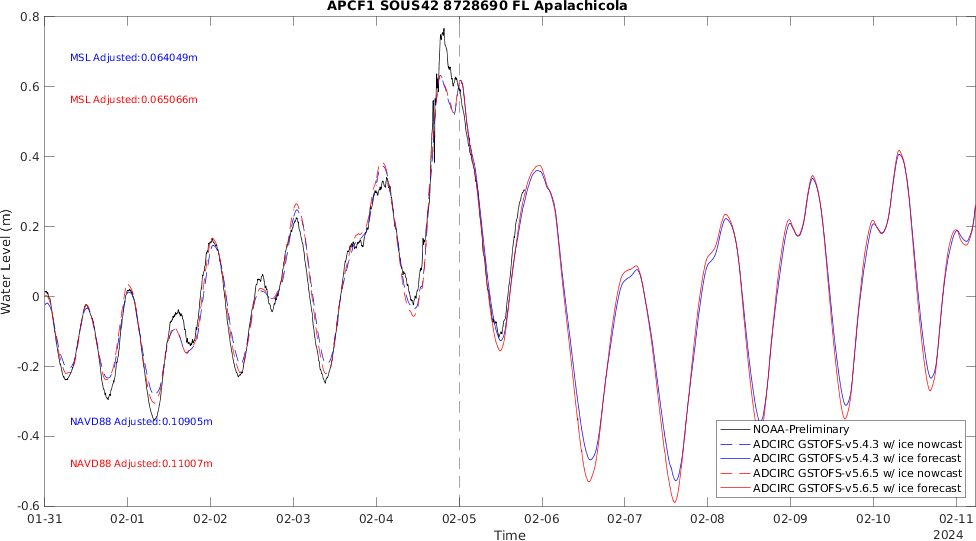 APCF1 SOUS42 8728690 FL Apalachicola
0.8
MSL Adjusted:0.064049m
0.6
MSL Adjusted:0.065066m
0.4
0.2
Water Level (m)
0
-0.2
NAVD88 Adjusted:0.10905m
-0.4
NAVD88 Adjusted:0.11007m
-0.6
NOAA-Preliminary
ADCIRC GSTOFS-v5.4.3 w/ ice nowcast
ADCIRC GSTOFS-v5.4.3 w/ ice forecast
ADCIRC GSTOFS-v5.6.5 w/ ice nowcast
ADCIRC GSTOFS-v5.6.5 w/ ice forecast
01-31 02-01 02-02 02-03 02-04 02-05 02-06 02-07 02-08 02-09 02-10 02-11
2024
Time